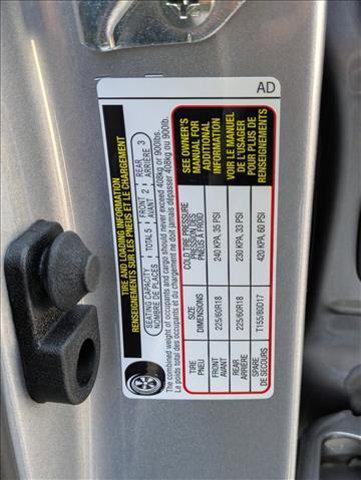 AD
TIRE AND LOADING INFORMATION
RENSEIGNEMENTS SUR LES PNEUS ET LE CHARGEMENT
SEATING CAPACITY TOTAL 5 FRONT 2 REAR 3
NOMBRE DE PLACES AVANT ARRIÈRE
The combined weight of occupants and cargo should never exceed 408kg or 900lbs.
Le poids total des occupants et du chargement ne doit jamais dépasser 408kg ou 900lb.
TIRE SIZE COLD TIRE PRESSURE
PNEU DIMENSIONS PRESSION DES
PNEUS À FROID
FRONT 225/60R18 240 KPA, 35 PSI
AVANT
REAR 225/60R18 230 KPA, 33 PSI
ARRIÈRE
SPARE T155/80D17 420 KPA, 60 PSI
DE SECOURS
SEE OWNER'S
MANUAL FOR
ADDITIONAL
INFORMATION
VOIR LE MANUEL
DE L'USAGER
POUR PLUS DE
RENSEIGNEMENTS